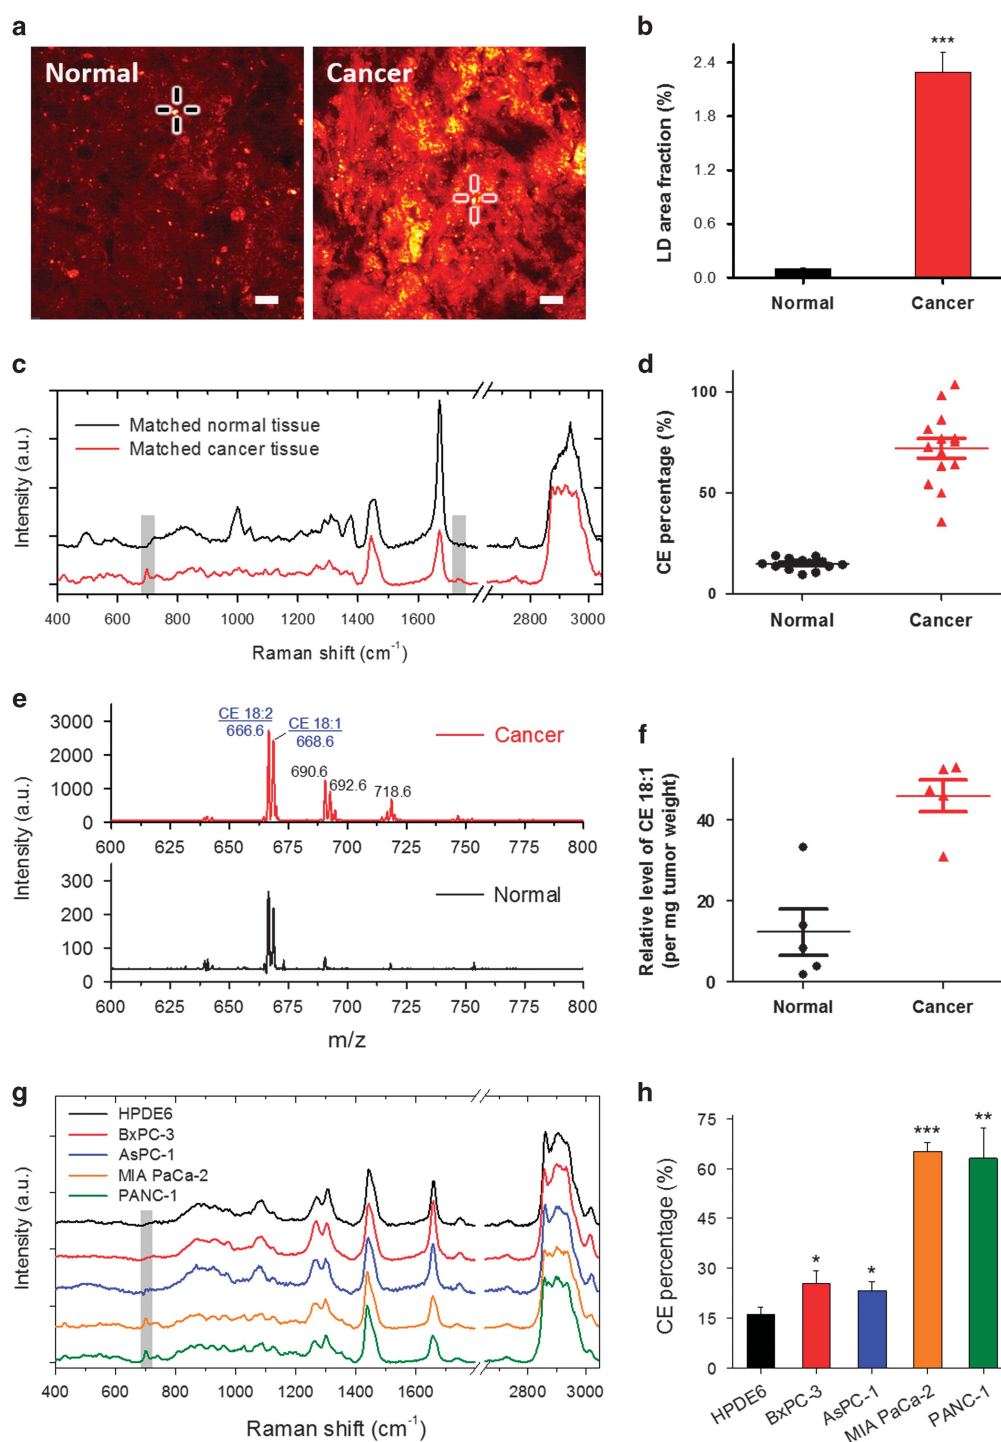 a
Normal
Cancer
b
LD area fraction (%)
2.4
1.8
1.2
0.6
0.0
***
Normal
Cancer
c
Intensity (a.u.)
Matched normal tissue
Matched cancer tissue
400 600 800 1000 1200 1400 1600 2800 3000
Raman shift (cm⁻¹)
d
CE percentage (%)
100
50
0
Normal
Cancer
e
Intensity (a.u.)
3000
2000
1000
0
CE 18:2
666.6
CE 18:1
668.6
690.6
692.6
718.6
Cancer
600 625 650 675 700 725 750 775 800
300
200
100
0
Normal
600 625 650 675 700 725 750 775 800
m/z
f
Relative level of CE 18:1
(per mg tumor weight)
40
20
0
Normal
Cancer
g
Intensity (a.u.)
HPDE6
BxPC-3
AsPC-1
MIA PaCa-2
PANC-1
400 600 800 1000 1200 1400 1600 2800 3000
Raman shift (cm⁻¹)
h
CE percentage (%)
75
60
45
30
15
0
*
*
***
**
HPDE6
BxPC-3
AsPC-1
MIA PaCa-2
PANC-1